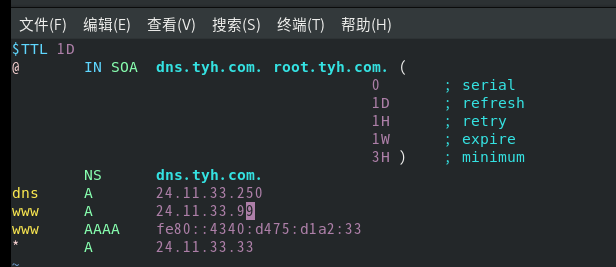 文件(F) 编辑(E) 查看(V) 搜索(S) 终端(T) 帮助(H)
$TTL 1D
@ IN SOA dns.tyh.com. root.tyh.com. (
0 ; serial
1D ; refresh
1H ; retry
1W ; expire
3H ) ; minimum
NS dns.tyh.com.
dns A 24.11.33.250
www A 24.11.33.99
www AAAA fe80::4340:d475:d1a2:33
* A 24.11.33.33
~